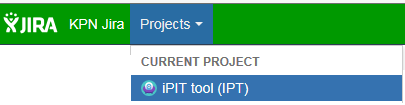 JIRA KPN Jira Projects
CURRENT PROJECT
iPIT tool (IPT)